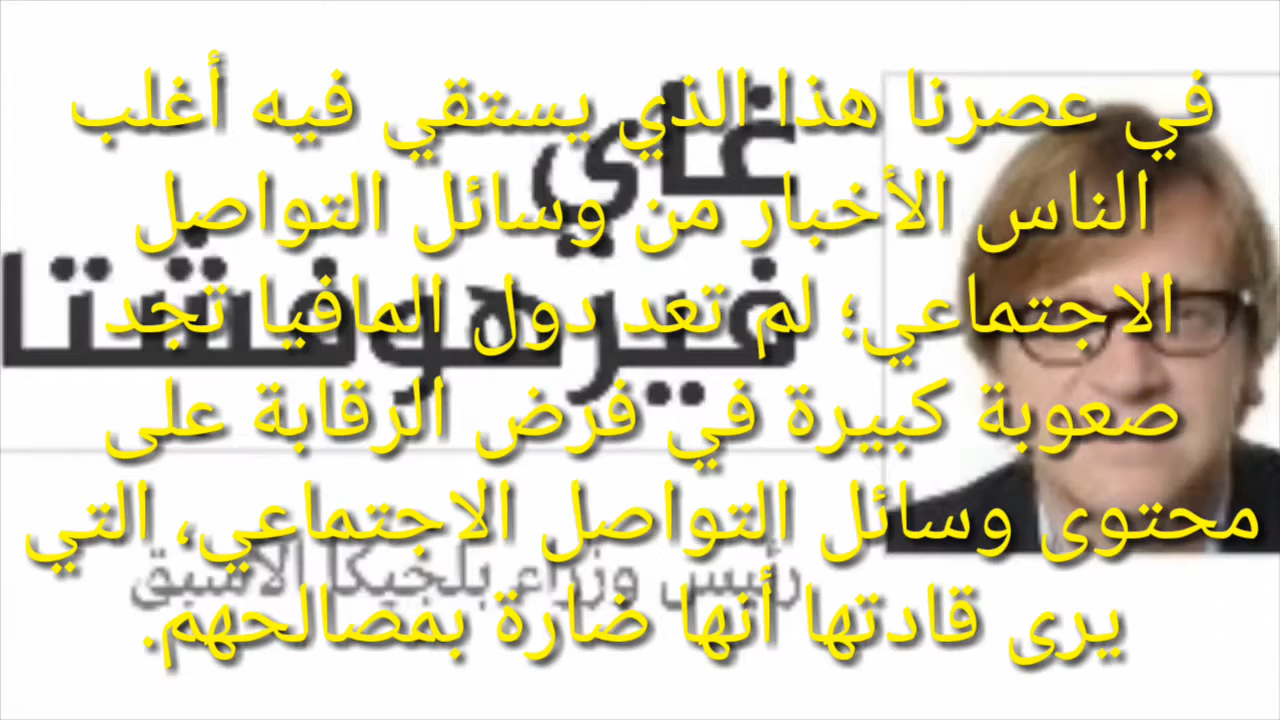 في عصرنا هذا الذي يستقي فيه أغلب
الناس الأخبار من وسائل التواصل
الاجتماعي؛ لم تعد دول المافيا تجد
صعوبة كبيرة في فرض الرقابة على
محتوى وسائل التواصل الاجتماعي، التي
يرى قادتها أنها ضارة بمصالحهم.
غاي
فيرهوفشتا
رئيس وزراء بلجيكا الأسبق